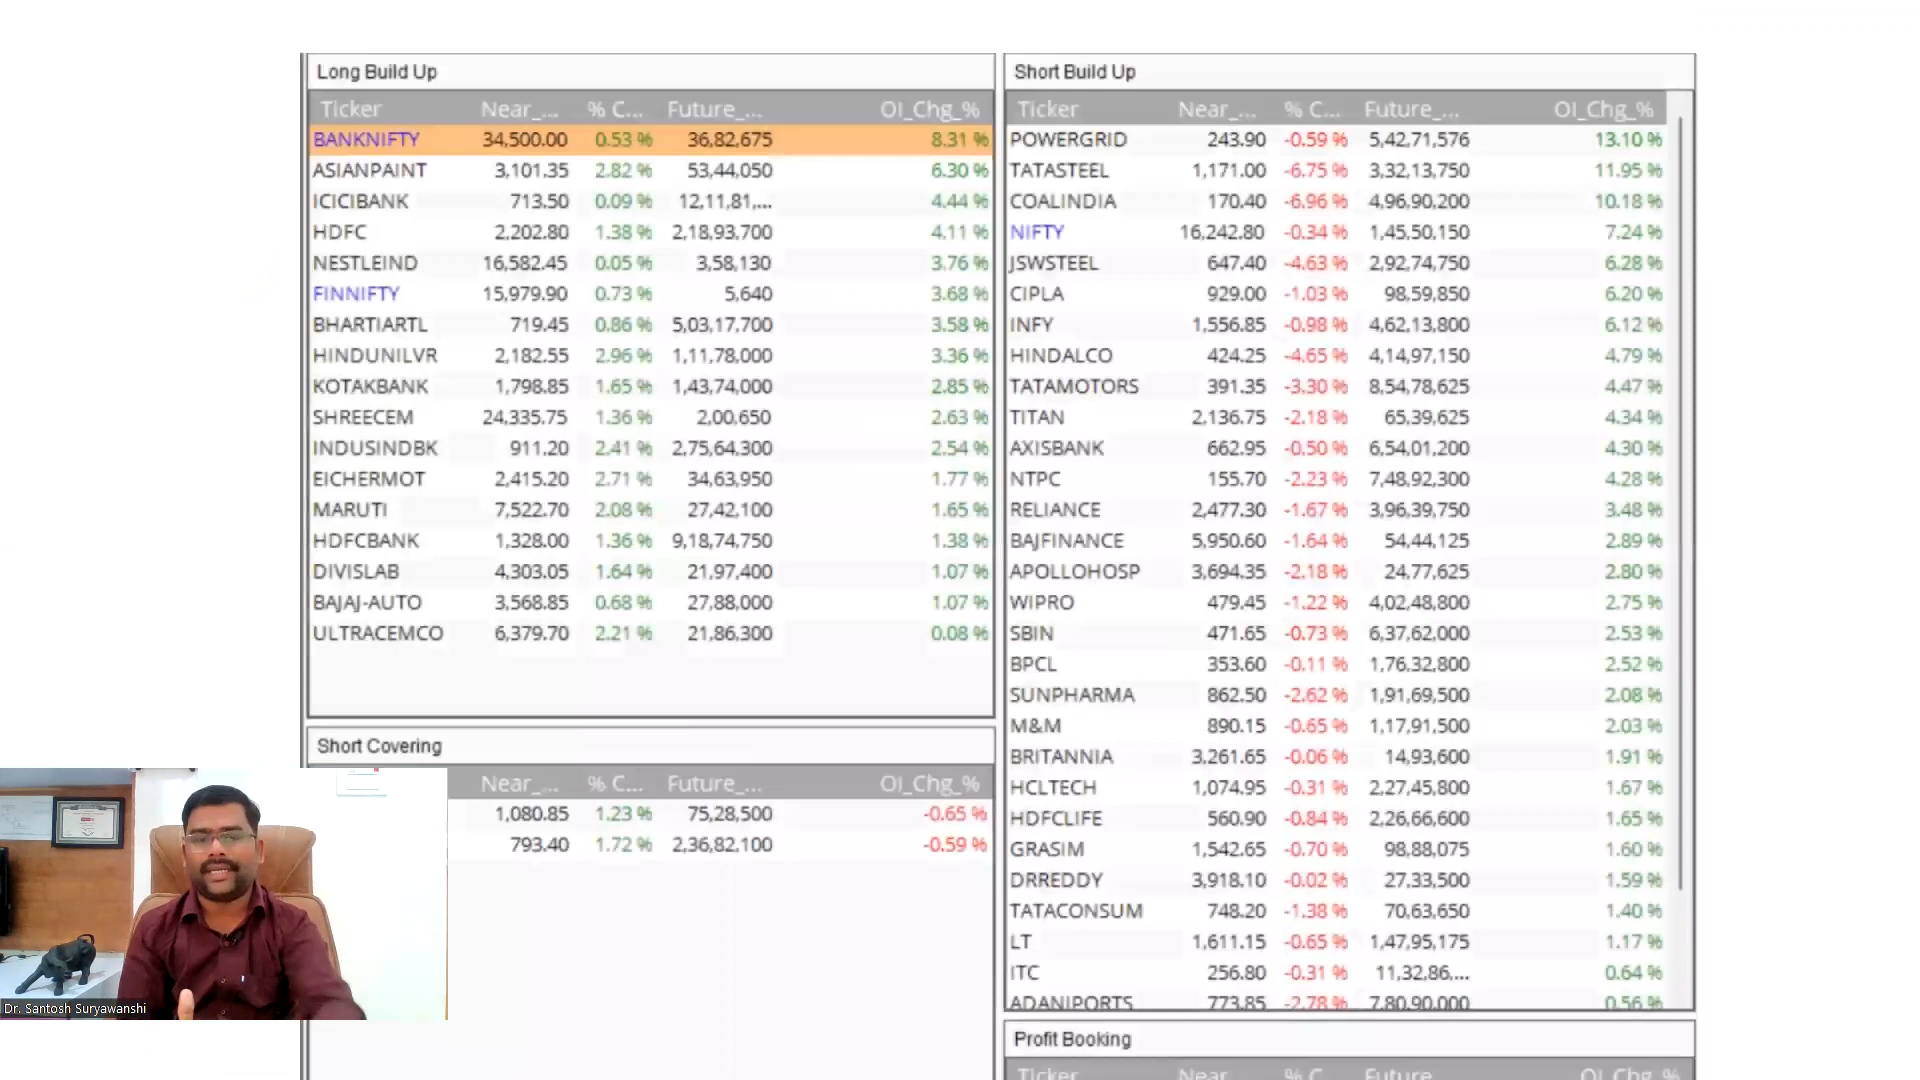 Long Build Up
Ticker Near_... % C... Future_... OI_Chg_%
BANKNIFTY 34,500.00 0.53 % 36,82,675 8.31 %
ASIANPAINT 3,101.35 2.82 % 53,44,050 6.30 %
ICICIBANK 713.50 0.09 % 12,11,81,... 4.44 %
HDFC 2,202.80 1.38 % 2,18,93,700 4.11 %
NESTLEIND 16,582.45 0.05 % 3,58,130 3.76 %
FINNIFTY 15,979.90 0.73 % 5,640 3.68 %
BHARTIARTL 719.45 0.86 % 5,03,17,700 3.58 %
HINDUNILVR 2,182.55 2.96 % 1,11,78,000 3.36 %
KOTAKBANK 1,798.85 1.65 % 1,43,74,000 2.85 %
SHREECEM 24,335.75 1.36 % 2,00,650 2.63 %
INDUSINDBK 911.20 2.41 % 2,75,64,300 2.54 %
EICHERMOT 2,415.20 2.71 % 34,63,950 1.77 %
MARUTI 7,522.70 2.08 % 27,42,100 1.65 %
HDFCBANK 1,328.00 1.36 % 9,18,74,750 1.38 %
DIVISLAB 4,303.05 1.64 % 21,97,400 1.07 %
BAJAJ-AUTO 3,568.85 0.68 % 27,88,000 1.07 %
ULTRACEMCO 6,379.70 2.21 % 21,86,300 0.08 %
Short Covering
Near_... % C... Future_... OI_Chg_%
1,080.85 1.23 % 75,28,500 -0.65 %
793.40 1.72 % 2,36,82,100 -0.59 %
Dr. Santosh Suryawanshi
Short Build Up
Ticker Near_... % C... Future_... OI_Chg_%
POWERGRID 243.90 -0.59 % 5,42,71,576 13.10 %
TATASTEEL 1,171.00 -6.75 % 3,32,13,750 11.95 %
COALINDIA 170.40 -6.96 % 4,96,90,200 10.18 %
NIFTY 16,242.80 -0.34 % 1,45,50,150 7.24 %
JSWSTEEL 647.40 -4.63 % 2,92,74,750 6.28 %
CIPLA 929.00 -1.03 % 98,59,850 6.20 %
INFY 1,556.85 -0.98 % 4,62,13,800 6.12 %
HINDALCO 424.25 -4.65 % 4,14,97,150 4.79 %
TATAMOTORS 391.35 -3.30 % 8,54,78,625 4.47 %
TITAN 2,136.75 -2.18 % 65,39,625 4.34 %
AXISBANK 662.95 -0.50 % 6,54,01,200 4.30 %
NTPC 155.70 -2.23 % 7,48,92,300 4.28 %
RELIANCE 2,477.30 -1.67 % 3,96,39,750 3.48 %
BAJFINANCE 5,950.60 -1.64 % 54,44,125 2.89 %
APOLLOHOSP 3,694.35 -2.18 % 24,77,625 2.80 %
WIPRO 479.45 -1.22 % 4,02,48,800 2.75 %
SBIN 471.65 -0.73 % 6,37,62,000 2.53 %
BPCL 353.60 -0.11 % 1,76,32,800 2.52 %
SUNPHARMA 862.50 -2.62 % 1,91,69,500 2.08 %
M&M 890.15 -0.65 % 1,17,91,500 2.03 %
BRITANNIA 3,261.65 -0.06 % 14,93,600 1.91 %
HCLTECH 1,074.95 -0.31 % 2,27,45,800 1.67 %
HDFCLIFE 560.90 -0.84 % 2,26,66,600 1.65 %
GRASIM 1,542.65 -0.70 % 98,88,075 1.60 %
DRREDDY 3,918.10 -0.02 % 27,33,500 1.59 %
TATACONSUM 748.20 -1.38 % 70,63,650 1.40 %
LT 1,611.15 -0.65 % 1,47,95,175 1.17 %
ITC 256.80 -0.31 % 11,32,86,... 0.64 %
ADANIPORTS 773.85 -2.78 % 7,80,90,000 0.56 %
Profit Booking
Ticker Near_... % C... Future_... OI_Chg_%